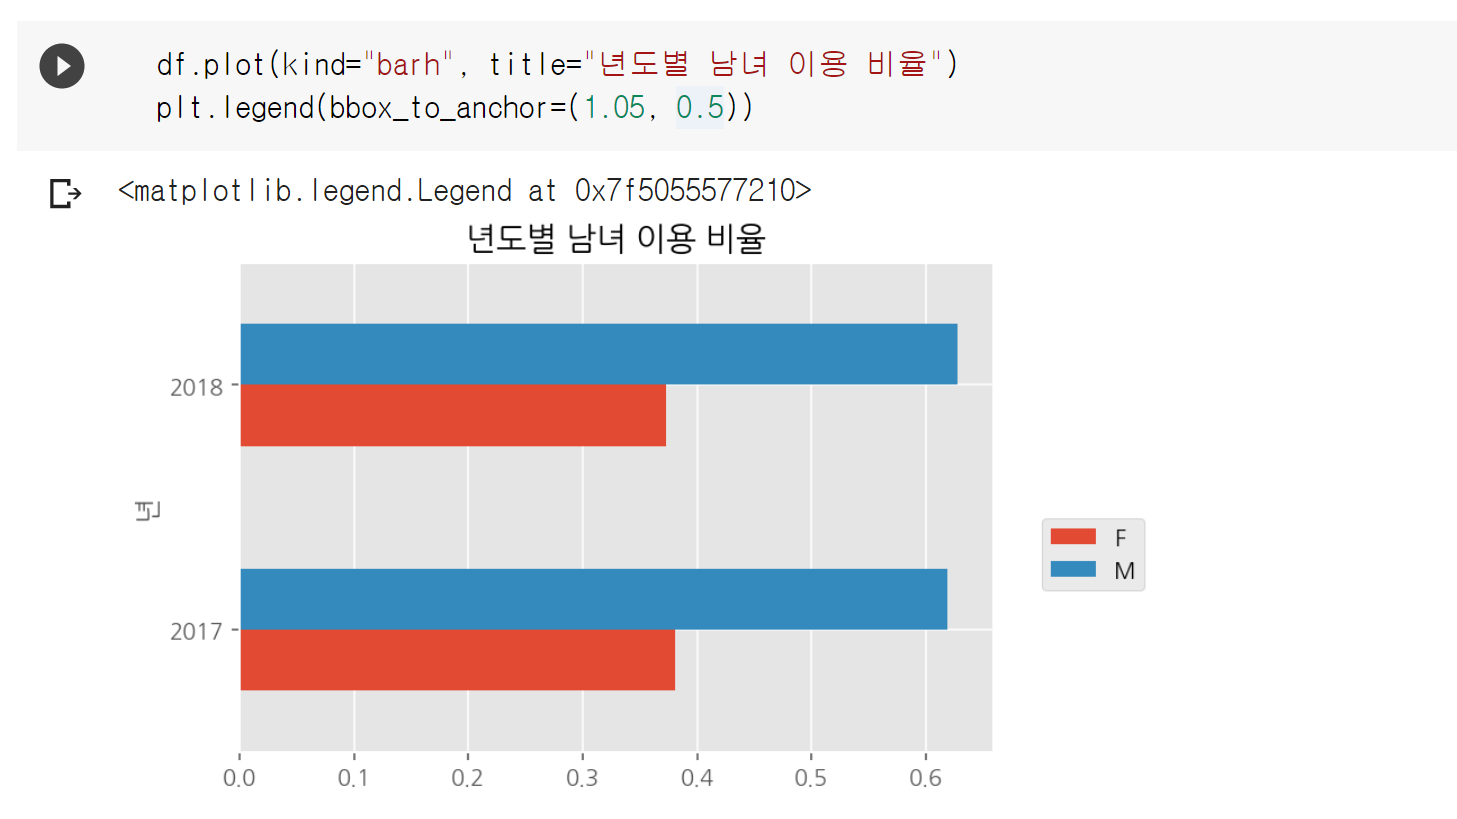 df.plot(kind="barh", title="년도별 남녀 이용 비율")
plt.legend(bbox_to_anchor=(1.05, 0.5))
<matplotlib.legend.Legend at 0x7f5055577210>
년도별 남녀 이용 비율
2018
년
F
M
2017
0.0 0.1 0.2 0.3 0.4 0.5 0.6